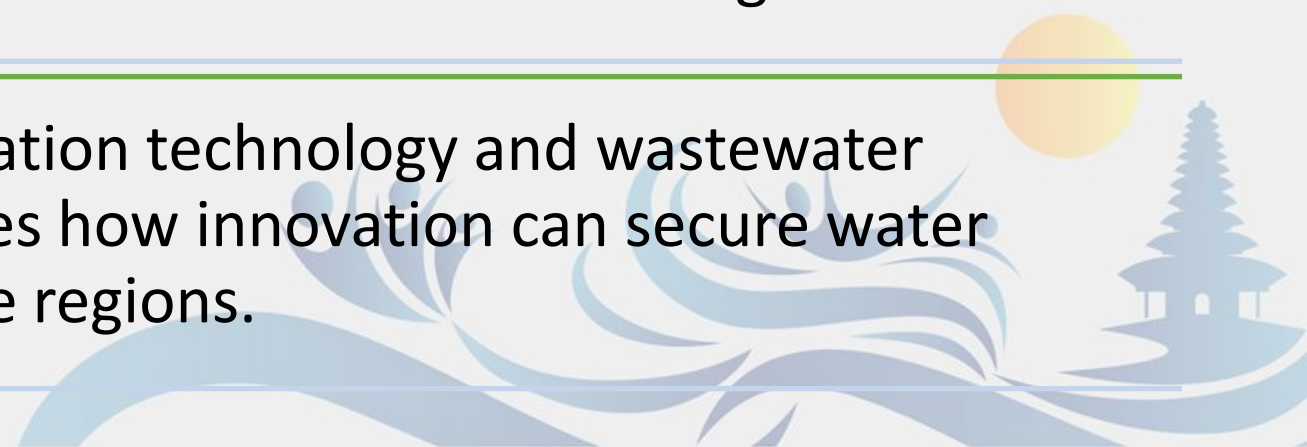 ation technology and wastewater
es how innovation can secure water
e regions.